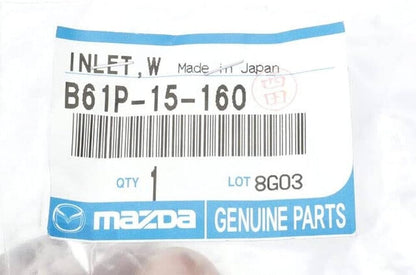 INLET,W Made in Japan
B61P-15-160
QTY 1 LOT 8G03
mazda GENUINE PARTS